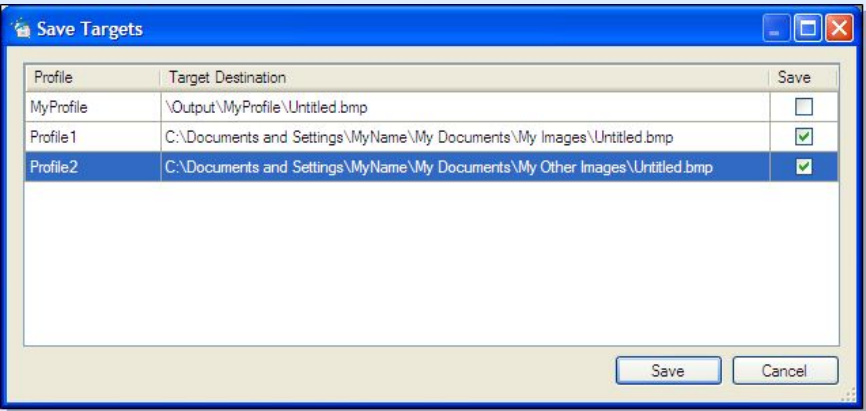 Save Targets
Profile Target Destination Save
MyProfile \Output\MyProfile\Untitled.bmp
Profile1 C:\Documents and Settings\MyName\My Documents\My Images\Untitled.bmp
Profile2 C:\Documents and Settings\MyName\My Documents\My Other Images\Untitled.bmp
Save Cancel